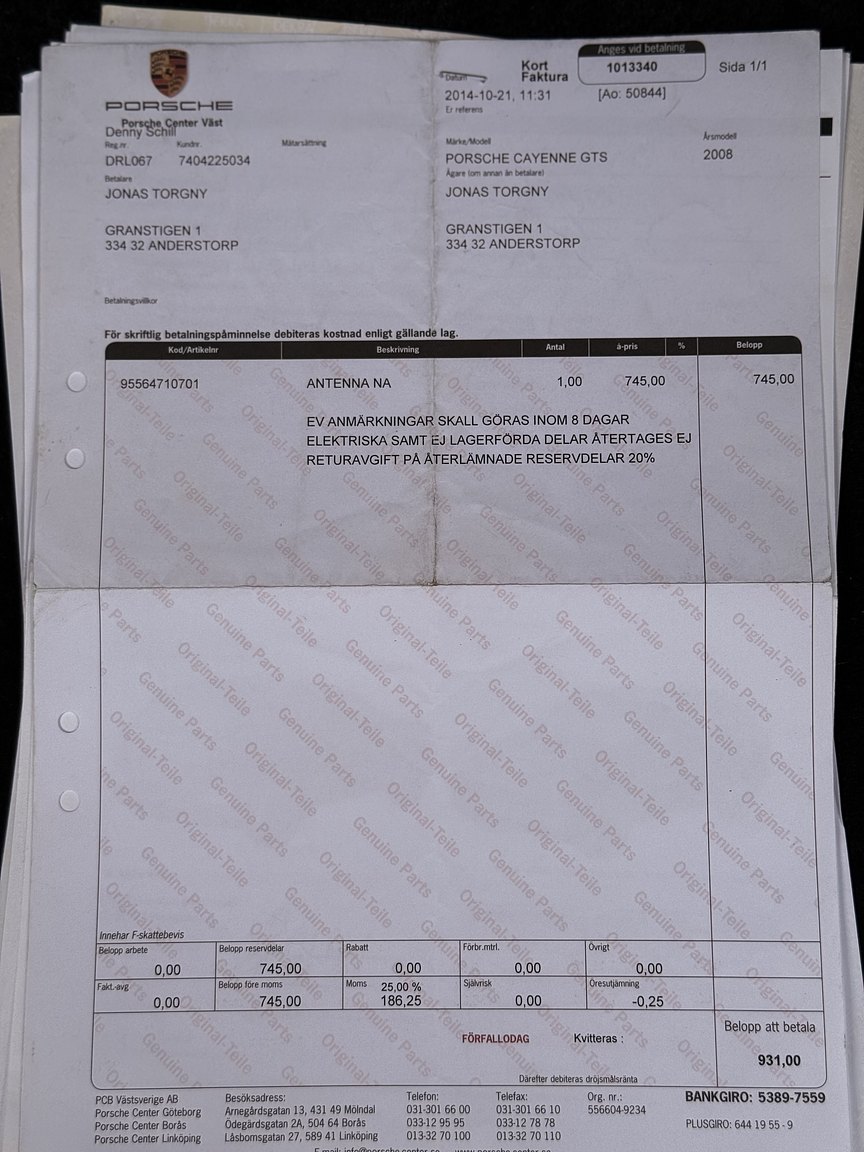 PORSCHE
Porsche Center Väst
Denny Schill
Kort
Faktura
Anges vid betalning
1013340
Sida 1/1
Datum
2014-10-21, 11:31
[Ao: 50844]
Er referens
Reg.nr. Kundnr. Mätarsättning
DRL067 7404225034
Märke/Modell Årsmodell
PORSCHE CAYENNE GTS 2008
Betalare
JONAS TORGNY
GRANSTIGEN 1
334 32 ANDERSTORP
Ägare (om annan än betalare)
JONAS TORGNY
GRANSTIGEN 1
334 32 ANDERSTORP
Betalningsvillkor
För skriftlig betalningspåminnelse debiteras kostnad enligt gällande lag.
Kod/Artikelnr Beskrivning Antal à-pris % Belopp
95564710701 ANTENNA NA 1,00 745,00 745,00
EV ANMÄRKNINGAR SKALL GÖRAS INOM 8 DAGAR
ELEKTRISKA SAMT EJ LAGERFÖRDA DELAR ÅTERTAGES EJ
RETURAVGIFT PÅ ÅTERLÄMNADE RESERVDELAR 20%
Original-Teile Genuine Parts
Innehar F-skattebevis
Belopp arbete Belopp reservdelar Rabatt Förbr.mtrl. Övrigt
0,00 745,00 0,00 0,00 0,00
Fakt.-avg Belopp före moms Moms 25,00 % Självrisk Öresutjämning
0,00 745,00 186,25 0,00 -0,25
FÖRFALLODAG Kvitteras :
Belopp att betala
931,00
Därefter debiteras dröjsmålsränta
PCB Västsverige AB
Porsche Center Göteborg
Porsche Center Borås
Porsche Center Linköping
Besöksadress:
Arnegårdsgatan 13, 431 49 Mölndal
Ödegärdsgatan 2A, 504 64 Borås
Låsbomsgatan 27, 589 41 Linköping
Telefon:
031-301 66 00
033-12 95 95
013-32 70 100
Telefax:
031-301 66 10
033-12 78 78
013-32 70 110
Org. nr.:
556604-9234
BANKGIRO: 5389-7559
PLUSGIRO: 644 19 55 - 9